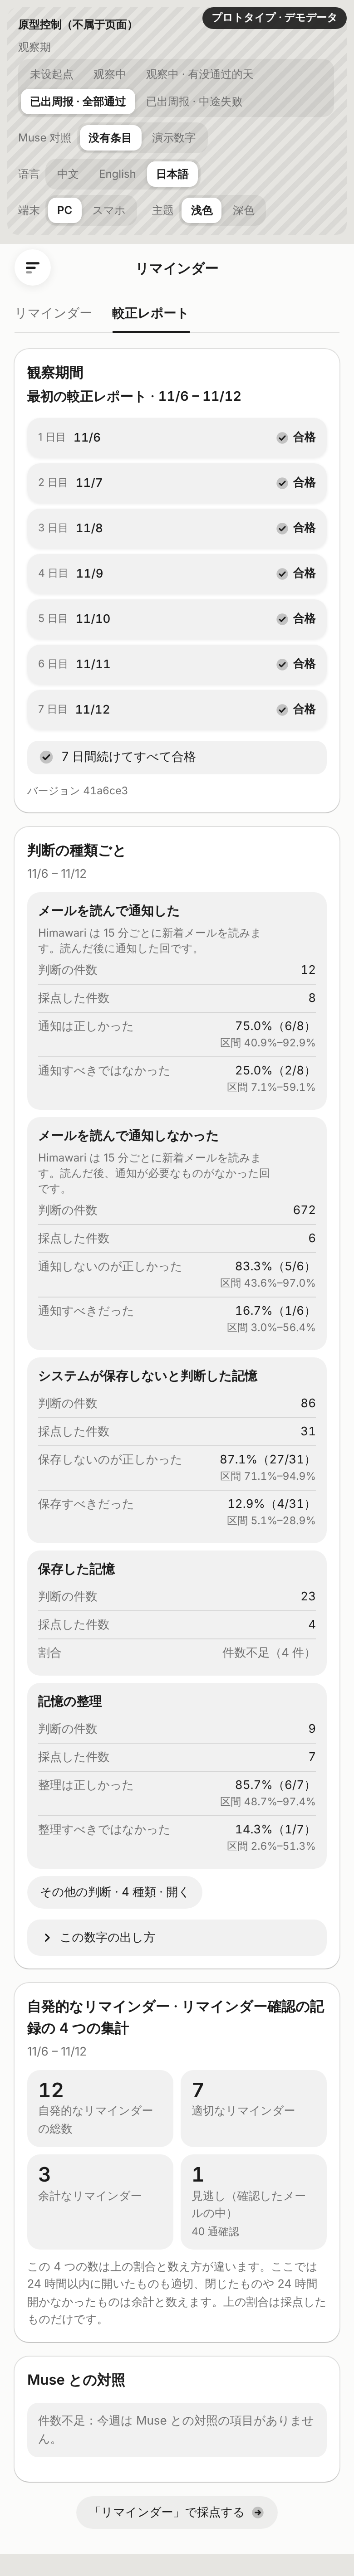 プロトタイプ · デモデータ
原型控制（不属于页面）
观察期
未设起点 观察中 观察中 · 有没通过的天
已出周报 · 全部通过 已出周报 · 中途失败
Muse 对照 没有条目 演示数字
语言 中文 English 日本語
端末 PC スマホ 主题 浅色 深色
リマインダー
リマインダー 較正レポート
観察期間
最初の較正レポート · 11/6 – 11/12
1 日目 11/6 合格
2 日目 11/7 合格
3 日目 11/8 合格
4 日目 11/9 合格
5 日目 11/10 合格
6 日目 11/11 合格
7 日目 11/12 合格
7 日間続けてすべて合格
バージョン 41a6ce3
判断の種類ごと
11/6 – 11/12
メールを読んで通知した
Himawari は 15 分ごとに新着メールを読みま
す。読んだ後に通知した回です。
判断の件数 12
採点した件数 8
通知は正しかった 75.0%（6/8）
区間 40.9%–92.9%
通知すべきではなかった 25.0%（2/8）
区間 7.1%–59.1%
メールを読んで通知しなかった
Himawari は 15 分ごとに新着メールを読みま
す。読んだ後、通知が必要なものがなかった回
です。
判断の件数 672
採点した件数 6
通知しないのが正しかった 83.3%（5/6）
区間 43.6%–97.0%
通知すべきだった 16.7%（1/6）
区間 3.0%–56.4%
システムが保存しないと判断した記憶
判断の件数 86
採点した件数 31
保存しないのが正しかった 87.1%（27/31）
区間 71.1%–94.9%
保存すべきだった 12.9%（4/31）
区間 5.1%–28.9%
保存した記憶
判断の件数 23
採点した件数 4
割合 件数不足（4 件）
記憶の整理
判断の件数 9
採点した件数 7
整理は正しかった 85.7%（6/7）
区間 48.7%–97.4%
整理すべきではなかった 14.3%（1/7）
区間 2.6%–51.3%
その他の判断 · 4 種類 · 開く
この数字の出し方
自発的なリマインダー · リマインダー確認の記
録の 4 つの集計
11/6 – 11/12
12 7
自発的なリマインダー 適切なリマインダー
の総数
3 1
余計なリマインダー 見逃し（確認したメー
ルの中）
40 通確認
この 4 つの数は上の割合と数え方が違います。ここでは
24 時間以内に開いたものも適切、閉じたものや 24 時間
開かなかったものは余計と数えます。上の割合は採点した
ものだけです。
Muse との対照
件数不足：今週は Muse との対照の項目がありませ
ん。
「リマインダー」で採点する